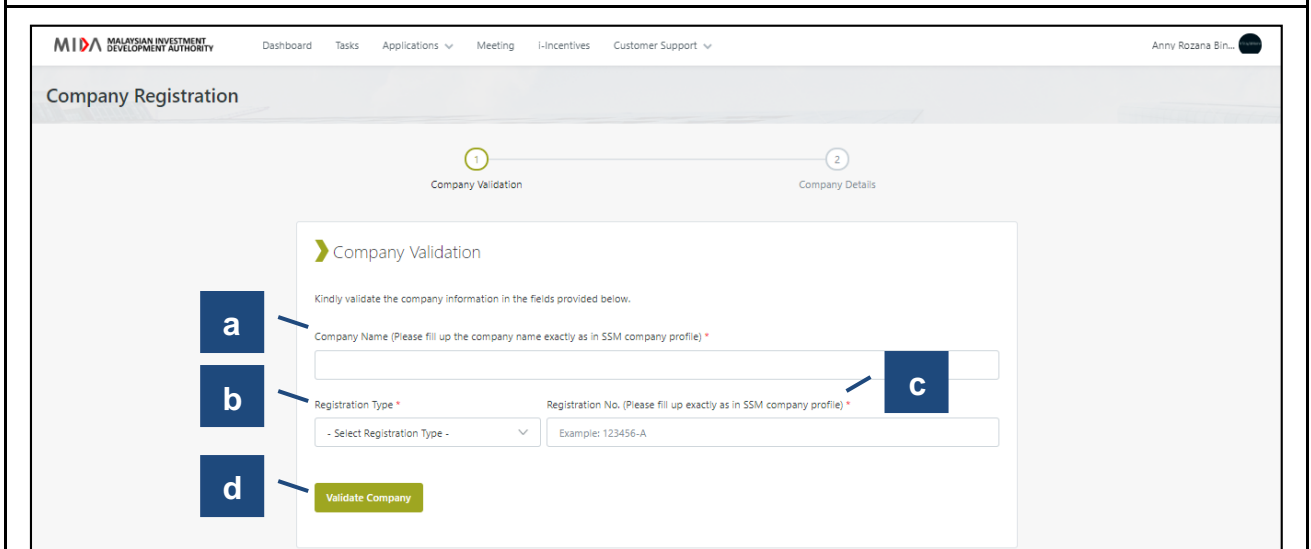 MIDA MALAYSIAN INVESTMENT
DEVELOPMENT AUTHORITY
Dashboard Tasks Applications Meeting i-Incentives Customer Support Anny Rozana Bin...
Company Registration
1 2
Company Validation Company Details
Company Validation
Kindly validate the company information in the fields provided below.
a
Company Name (Please fill up the company name exactly as in SSM company profile) *
b
c
Registration Type * Registration No. (Please fill up exactly as in SSM company profile) *
- Select Registration Type - Example: 123456-A
d
Validate Company